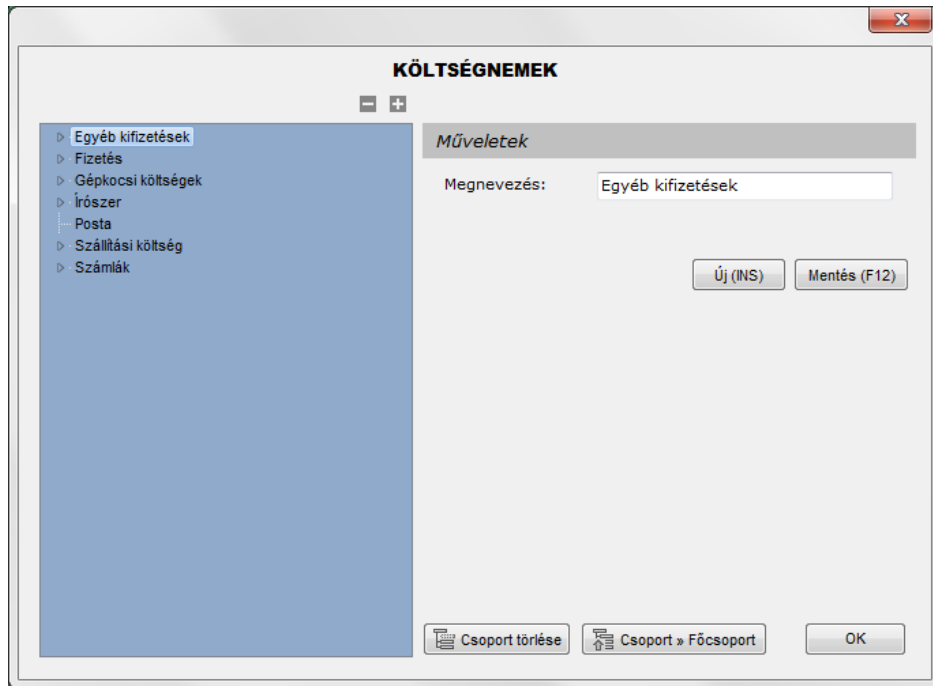 KÖLTSÉGNEMEK
Egyéb kifizetések
Fizetés
Gépkocsi költségek
Írószer
Posta
Szállítási költség
Számlák
Műveletek
Megnevezés: Egyéb kifizetések
Új (INS) Mentés (F12)
Csoport törlése Csoport » Főcsoport OK